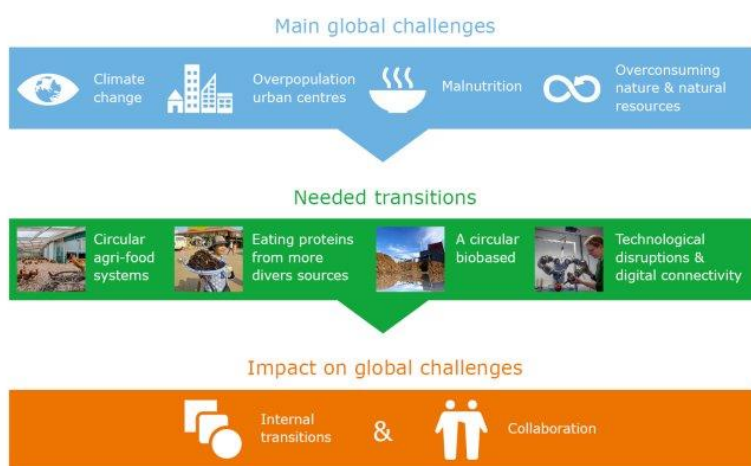 Main global challenges
Climate
change
Overpopulation
urban centres
Malnutrition
Overconsuming
nature & natural
resources
Needed transitions
Circular
agri-food
systems
Eating proteins
from more
divers sources
A circular
biobased
Technological
disruptions &
digital connectivity
Impact on global challenges
Internal
transitions
&
Collaboration